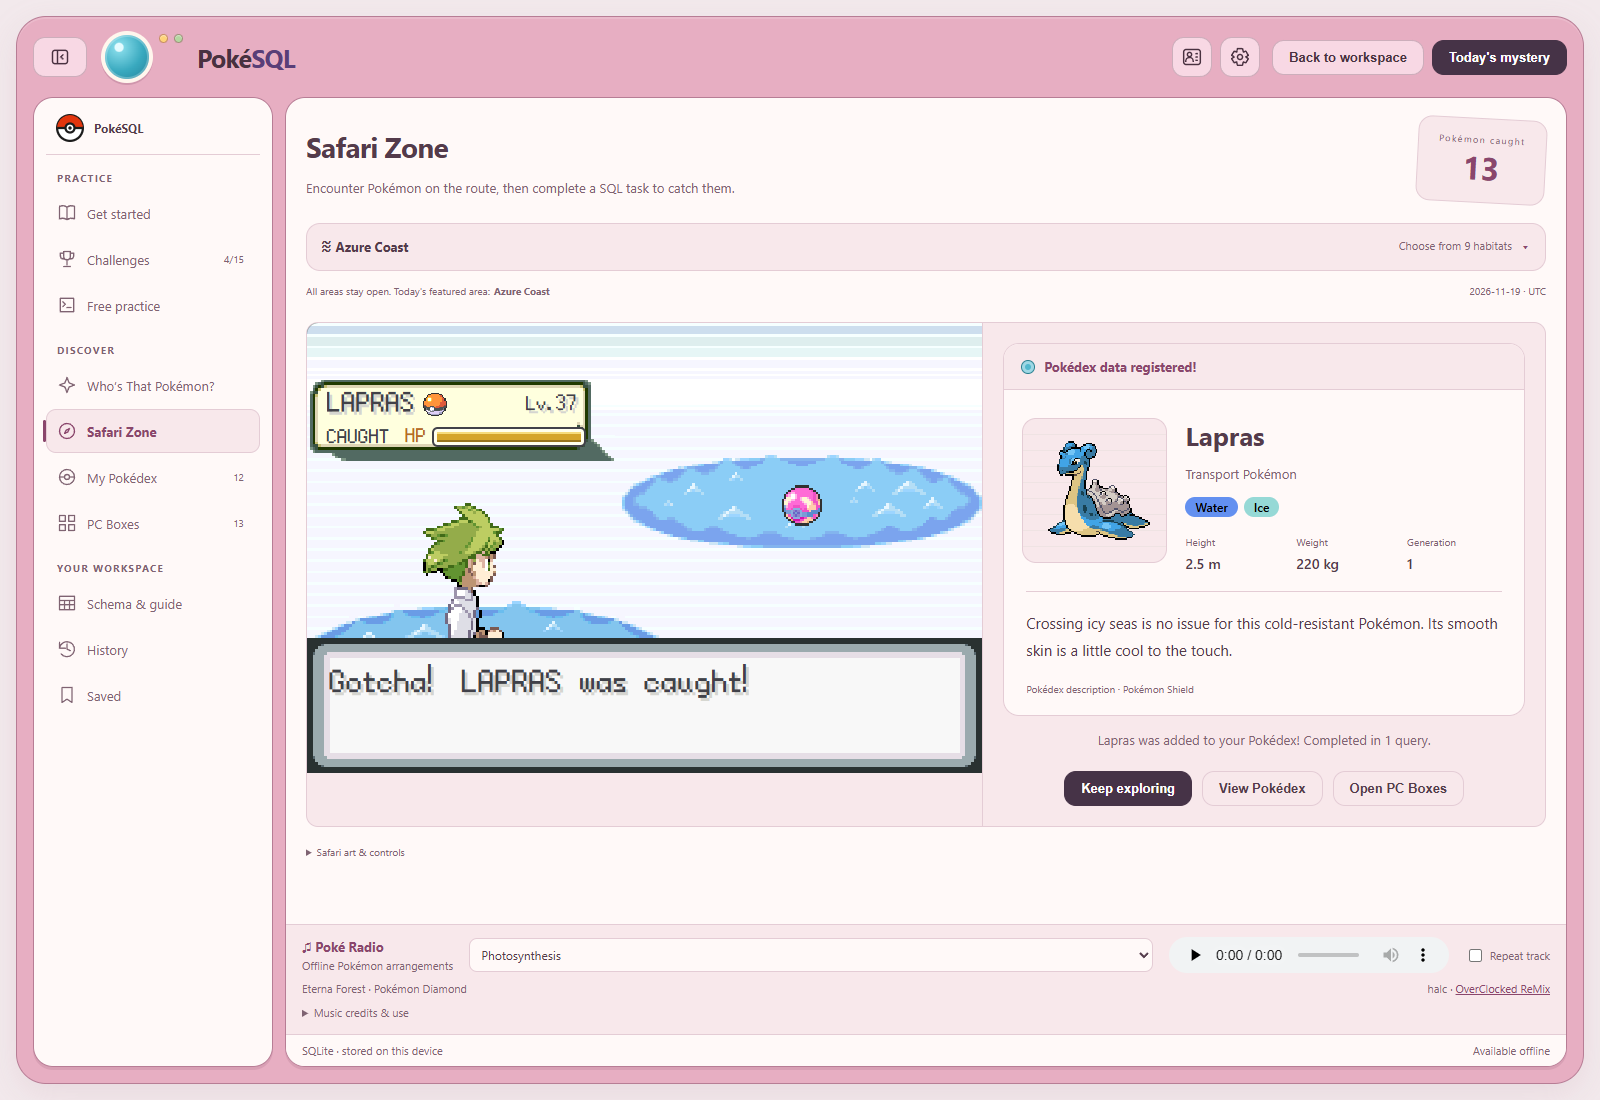 PokéSQL
Back to workspace
Today's mystery
PokéSQL
PRACTICE
Get started
Challenges 4/15
Free practice
DISCOVER
Who's That Pokémon?
Safari Zone
My Pokédex 12
PC Boxes 13
YOUR WORKSPACE
Schema & guide
History
Saved
Safari Zone
Encounter Pokémon on the route, then complete a SQL task to catch them.
Pokémon caught
13
Azure Coast
Choose from 9 habitats
All areas stay open. Today's featured area: Azure Coast
2026-11-19 · UTC
LAPRAS Lv.37
CAUGHT HP
Gotcha! LAPRAS was caught!
Pokédex data registered!
Lapras
Transport Pokémon
Water Ice
Height Weight Generation
2.5 m 220 kg 1
Crossing icy seas is no issue for this cold-resistant Pokémon. Its smooth
skin is a little cool to the touch.
Pokédex description · Pokémon Shield
Lapras was added to your Pokédex! Completed in 1 query.
Keep exploring View Pokédex Open PC Boxes
Safari art & controls
♫ Poké Radio
Offline Pokémon arrangements
Photosynthesis
0:00 / 0:00
Repeat track
Eterna Forest · Pokémon Diamond
halc · OverClocked ReMix
Music credits & use
SQLite · stored on this device
Available offline